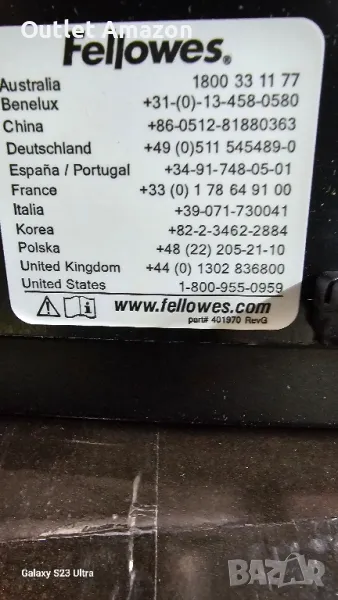 Outlet Amazon
Fellowes®
Australia 1800 33 11 77
Benelux +31-(0)-13-458-0580
China +86-0512-81880363
Deutschland +49 (0)511 545489-0
España / Portugal +34-91-748-05-01
France +33 (0) 1 78 64 91 00
Italia +39-071-730041
Korea +82-2-3462-2884
Polska +48 (22) 205-21-10
United Kingdom +44 (0) 1302 836800
United States 1-800-955-0959
www.fellowes.com
part# 401970 RevG
Galaxy S23 Ultra
BAZAR